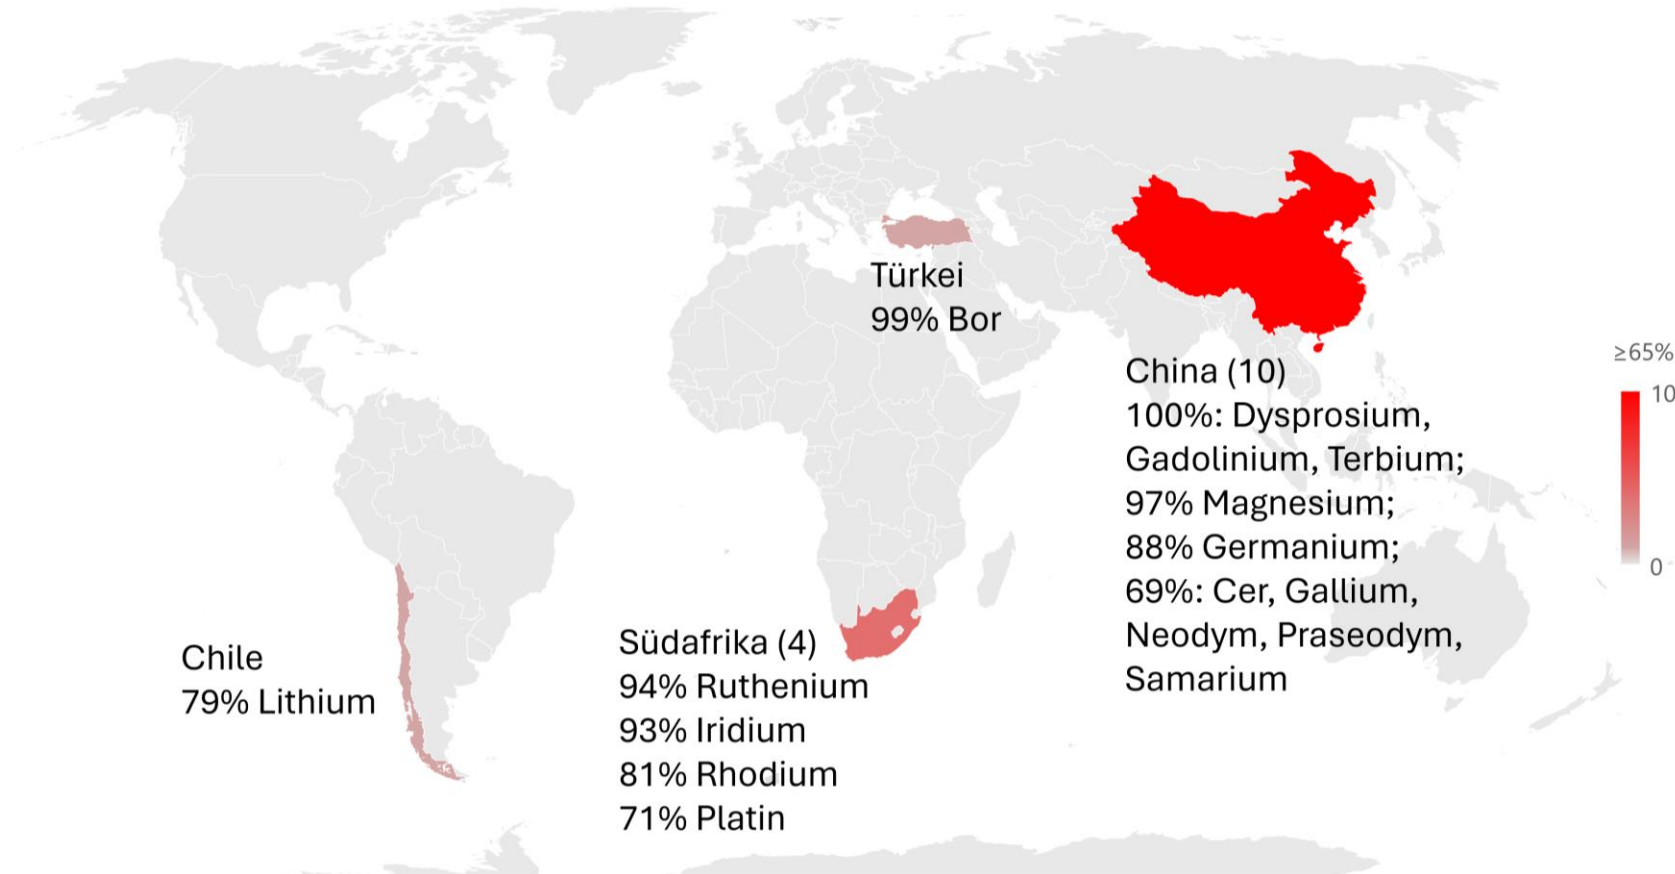 Türkei
99% Bor
China (10)
100%: Dysprosium,
Gadolinium, Terbium;
97% Magnesium;
88% Germanium;
69%: Cer, Gallium,
Neodym, Praseodym,
Samarium
Südafrika (4)
94% Ruthenium
93% Iridium
81% Rhodium
71% Platin
Chile
79% Lithium
≥65%
10
0